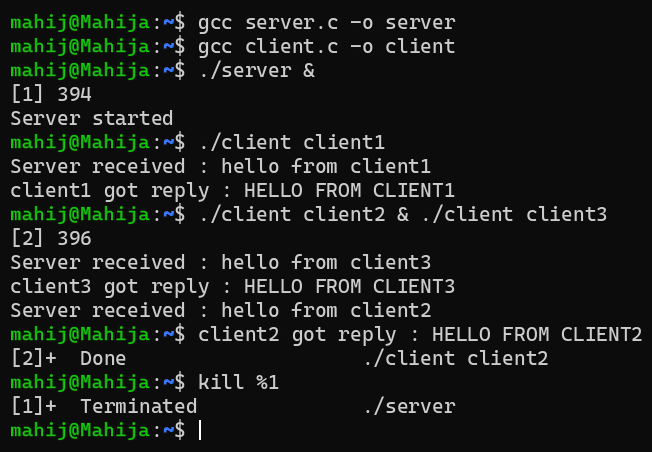 mahij@Mahija:~$ gcc server.c -o server
mahij@Mahija:~$ gcc client.c -o client
mahij@Mahija:~$ ./server &
[1] 394
Server started
mahij@Mahija:~$ ./client client1
Server received : hello from client1
client1 got reply : HELLO FROM CLIENT1
mahij@Mahija:~$ ./client client2 & ./client client3
[2] 396
Server received : hello from client3
client3 got reply : HELLO FROM CLIENT3
Server received : hello from client2
mahij@Mahija:~$ client2 got reply : HELLO FROM CLIENT2
[2]+  Done                    ./client client2
mahij@Mahija:~$ kill %1
[1]+  Terminated              ./server
mahij@Mahija:~$